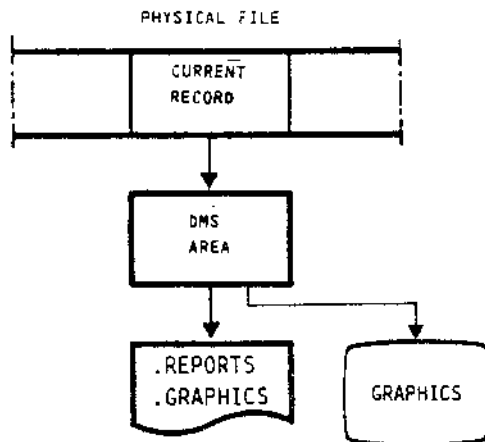 PHYSICAL FILE
CURRENT
RECORD
DMS
AREA
.REPORTS
.GRAPHICS
GRAPHICS